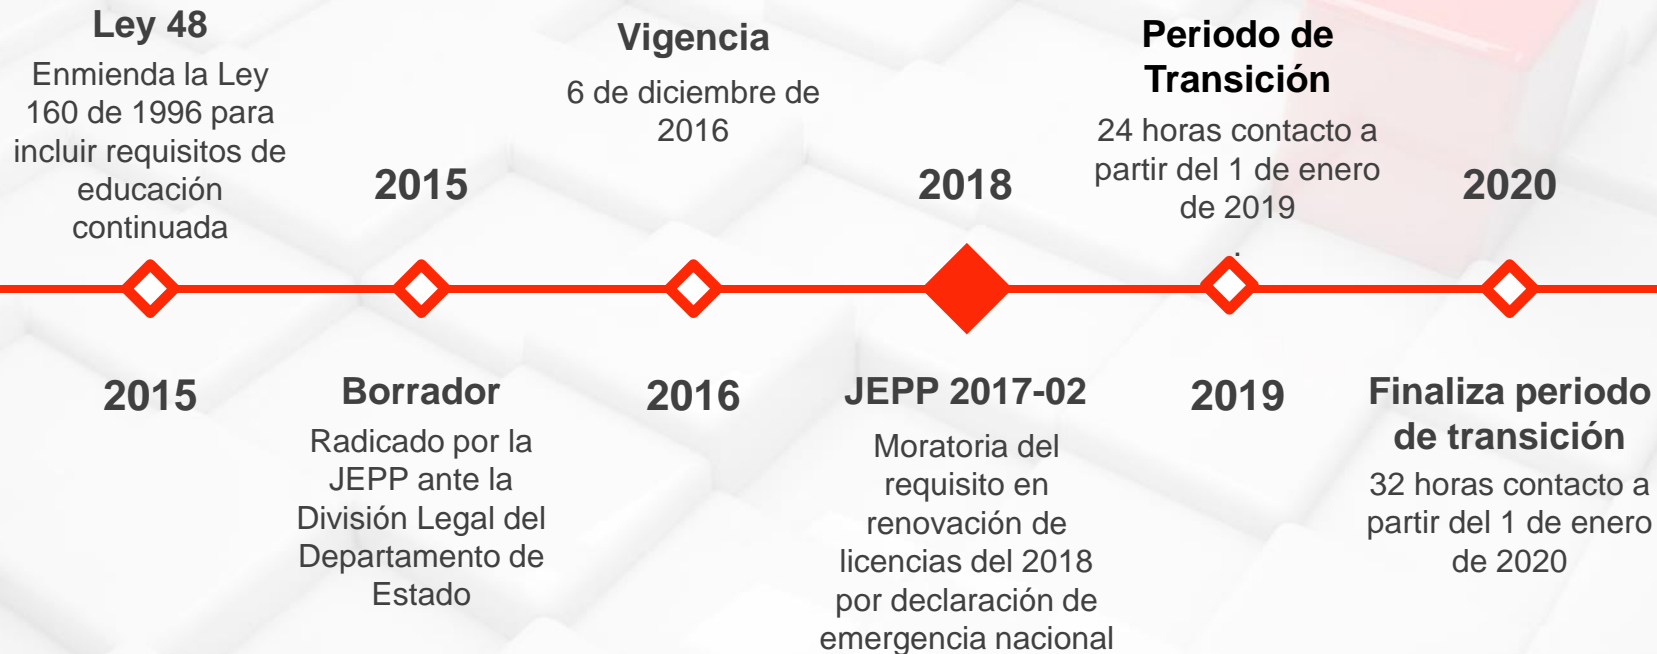 Ley 48
Enmienda la Ley
160 de 1996 para
incluir requisitos de
educación
continuada
2015
2015
Borrador
Radicado por la
JEPP ante la
División Legal del
Departamento de
Estado
Vigencia
6 de diciembre de
2016
2016
2018
JEPP 2017-02
Moratoria del
requisito en
renovación de
licencias del 2018
por declaración de
emergencia nacional
Periodo de
Transición
24 horas contacto a
partir del 1 de enero
de 2019
.
2019
2020
Finaliza periodo
de transición
32 horas contacto a
partir del 1 de enero
de 2020